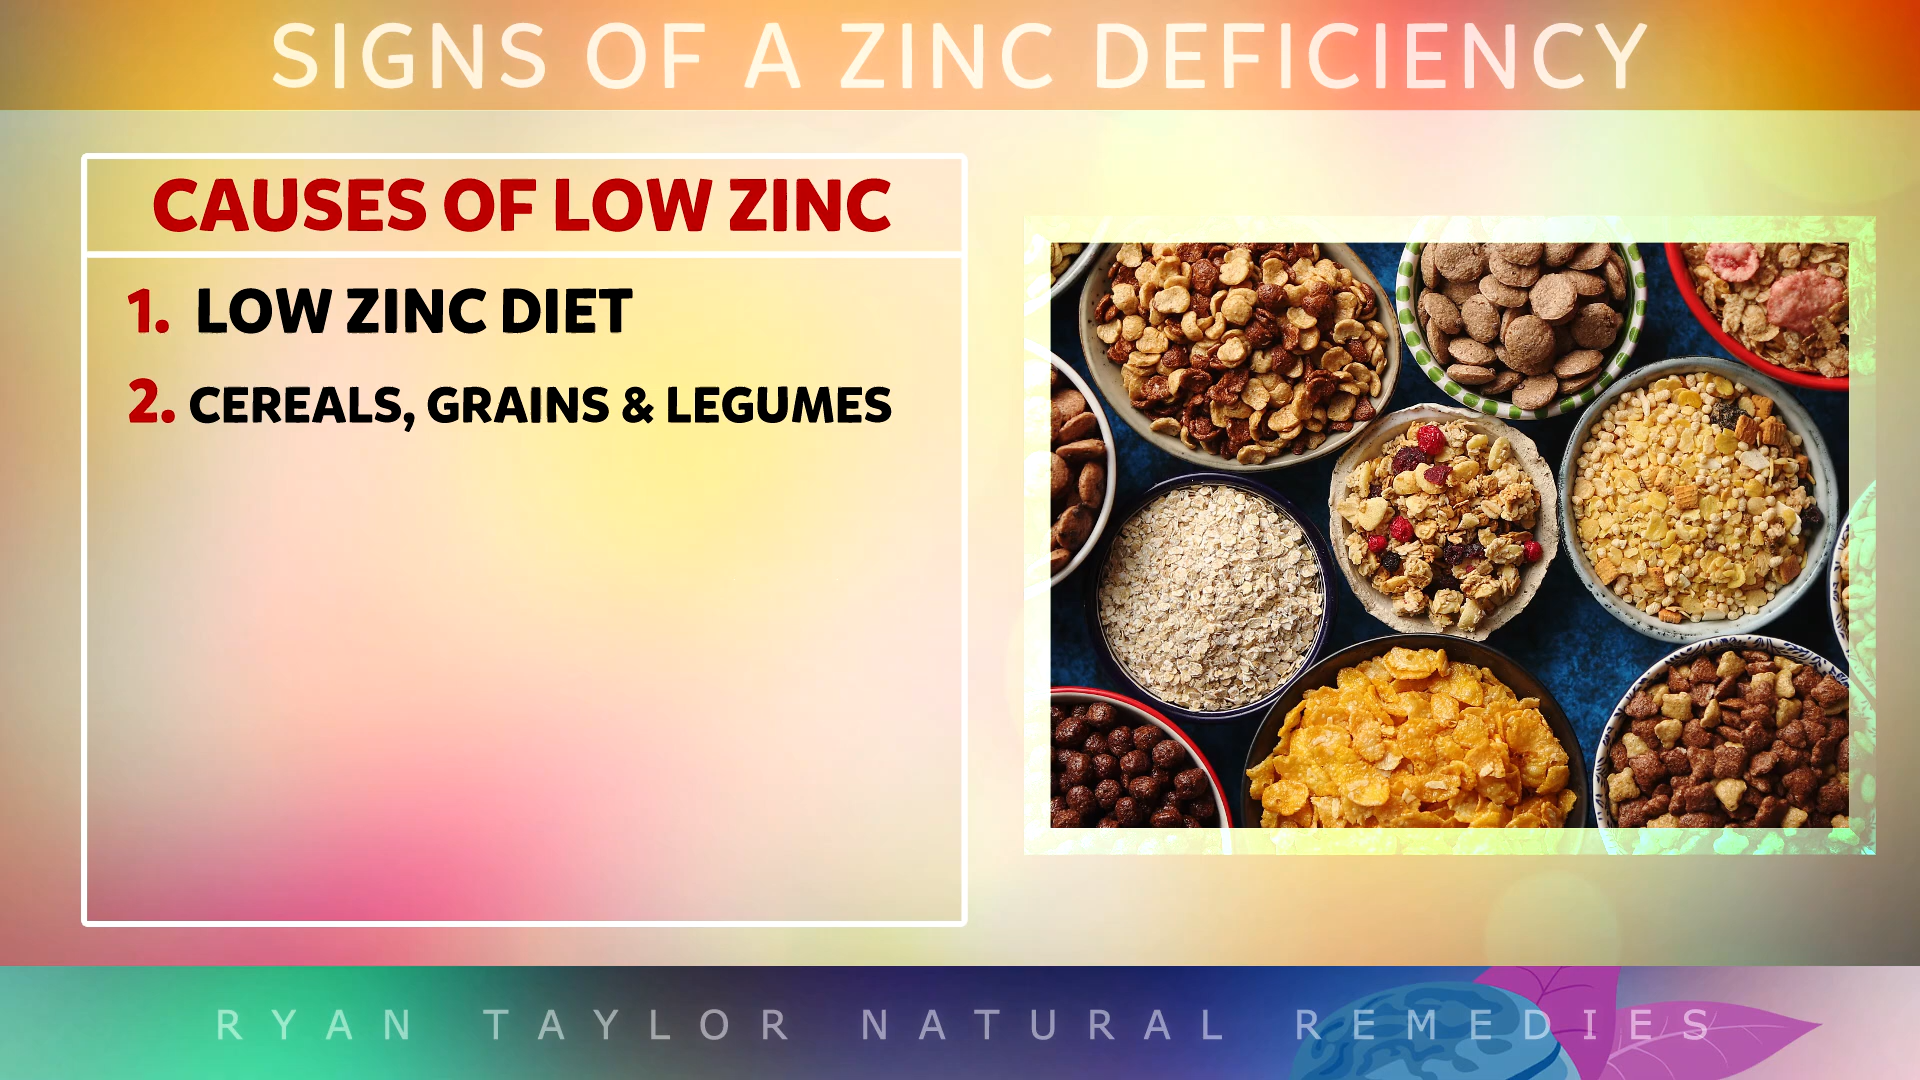 SIGNS OF A ZINC DEFICIENCY
CAUSES OF LOW ZINC
1. LOW ZINC DIET
2. CEREALS, GRAINS & LEGUMES
RYAN TAYLOR NATURAL REMEDIES